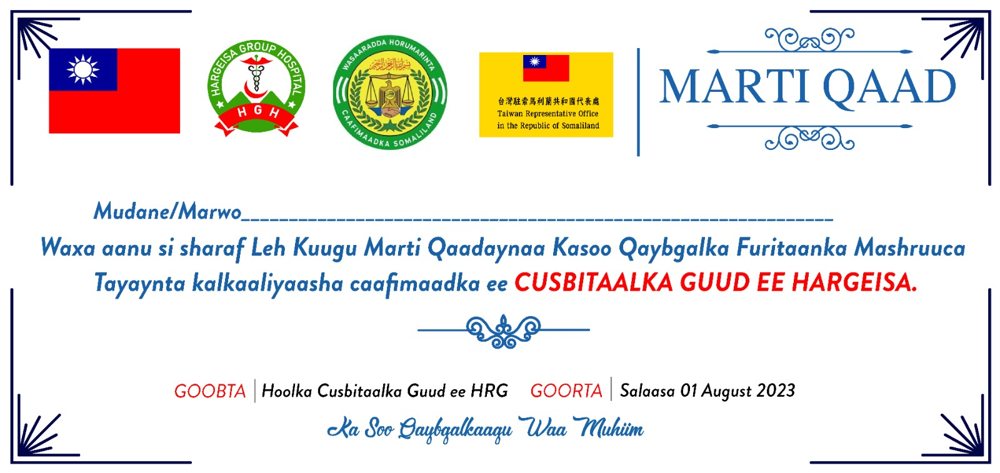 HARGEISA GROUP HOSPITAL
H G H
WASAARADDA HORUMARINTA
CAAFIMAADKA SOMALILAND
台灣駐索馬利蘭共和國代表處
Taiwan Representative Office
in the Republic of Somaliland
MARTI QAAD
Mudane/Marwo______________________________________________________________
Waxa aanu si sharaf Leh Kuugu Marti Qaadaynaa Kasoo Qaybgalka Furitaanka Mashruuca
Tayaynta kalkaaliyaasha caafimaadka ee CUSBITAALKA GUUD EE HARGEISA.
GOOBTA | Hoolka Cusbitaalka Guud ee HRG GOORTA | Salaasa 01 August 2023
Ka Soo Qaybgalkaagu Waa Muhiim